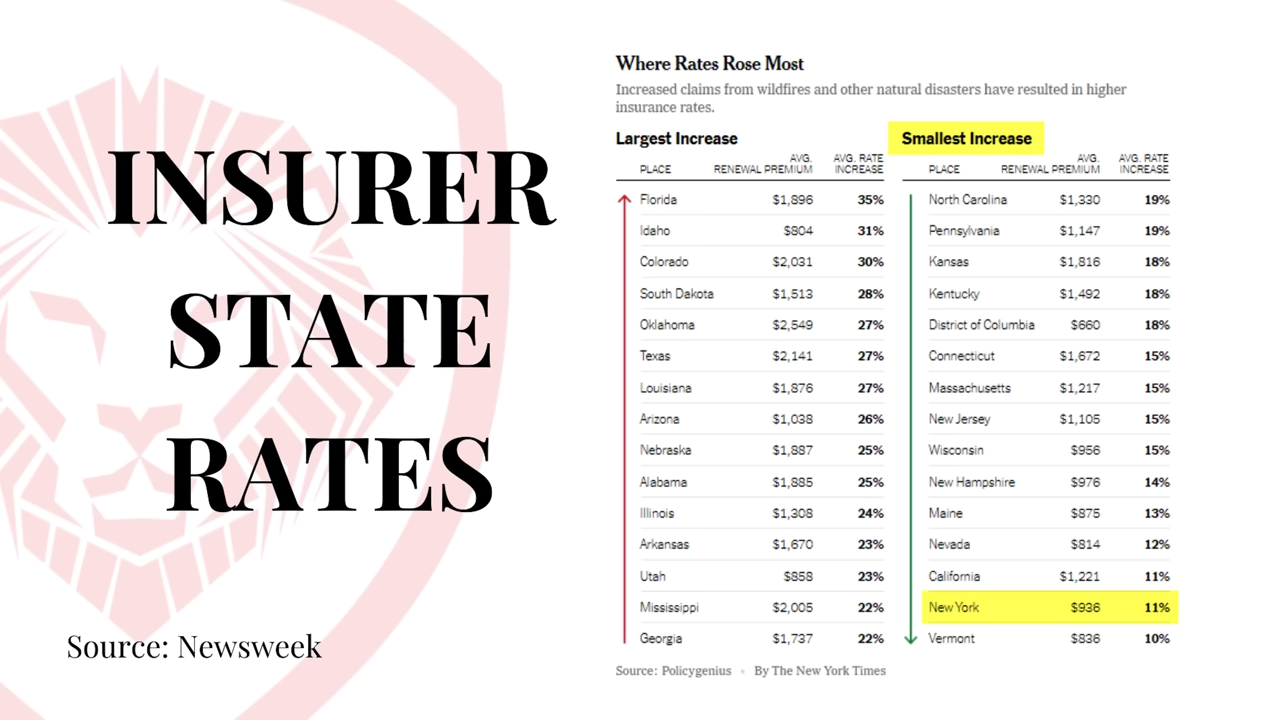 INSURER
STATE
RATES
Source: Newsweek
Where Rates Rose Most
Increased claims from wildfires and other natural disasters have resulted in higher
insurance rates.
Largest Increase
PLACE AVG. RENEWAL PREMIUM AVG. RATE INCREASE
Florida $1,896 35%
Idaho $804 31%
Colorado $2,031 30%
South Dakota $1,513 28%
Oklahoma $2,549 27%
Texas $2,141 27%
Louisiana $1,876 27%
Arizona $1,038 26%
Nebraska $1,887 25%
Alabama $1,885 25%
Illinois $1,308 24%
Arkansas $1,670 23%
Utah $858 23%
Mississippi $2,005 22%
Georgia $1,737 22%
Smallest Increase
PLACE AVG. RENEWAL PREMIUM AVG. RATE INCREASE
North Carolina $1,330 19%
Pennsylvania $1,147 19%
Kansas $1,816 18%
Kentucky $1,492 18%
District of Columbia $660 18%
Connecticut $1,672 15%
Massachusetts $1,217 15%
New Jersey $1,105 15%
Wisconsin $956 15%
New Hampshire $976 14%
Maine $875 13%
Nevada $814 12%
California $1,221 11%
New York $936 11%
Vermont $836 10%
Source: Policygenius • By The New York Times